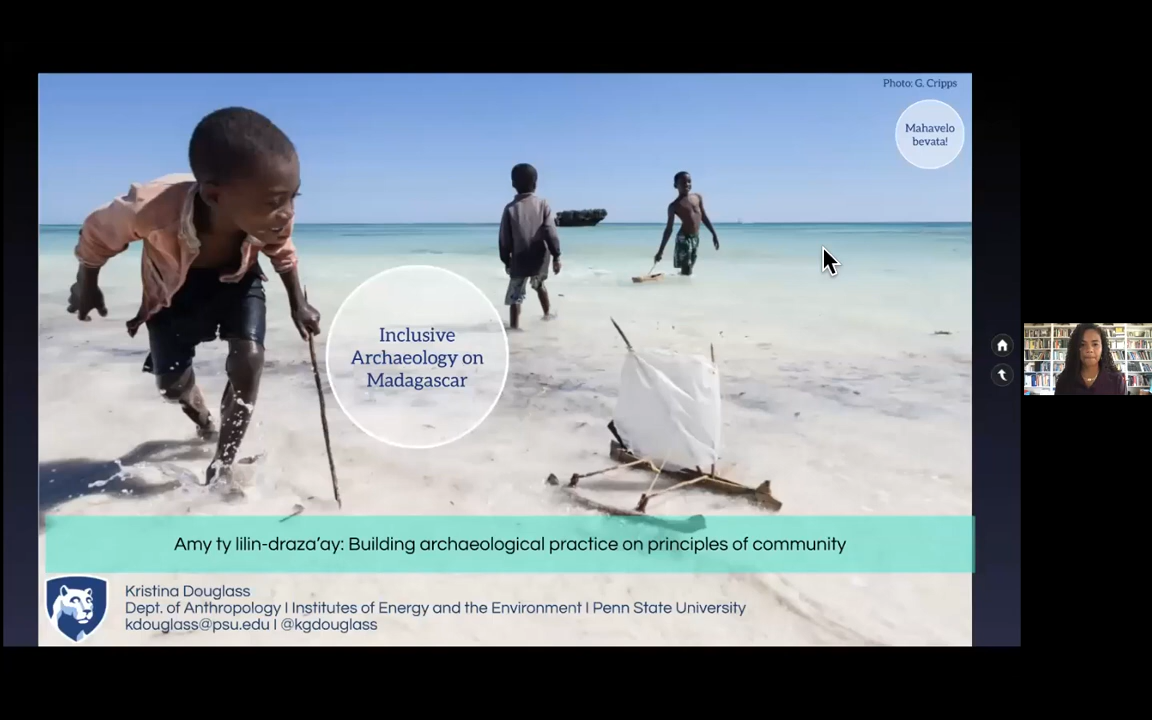 Photo: G. Cripps
Mahavelo
bevata!
Inclusive
Archaeology on
Madagascar
Amy ty lilin-draza'ay: Building archaeological practice on principles of community
Kristina Douglass
Dept. of Anthropology I Institutes of Energy and the Environment I Penn State University
kdouglass@psu.edu I @kgdouglass